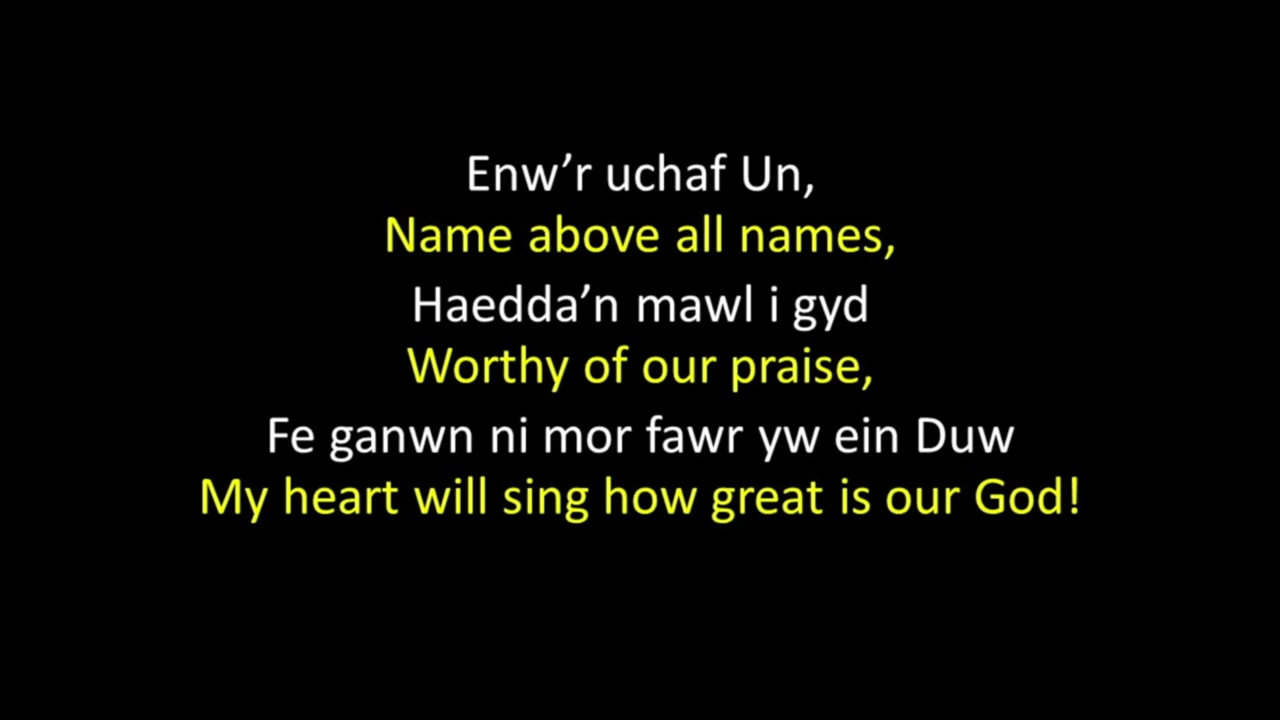 Enw’r uchaf Un,
Name above all names,
Haedda’n mawl i gyd
Worthy of our praise,
Fe ganwn ni mor fawr yw ein Duw
My heart will sing how great is our God!